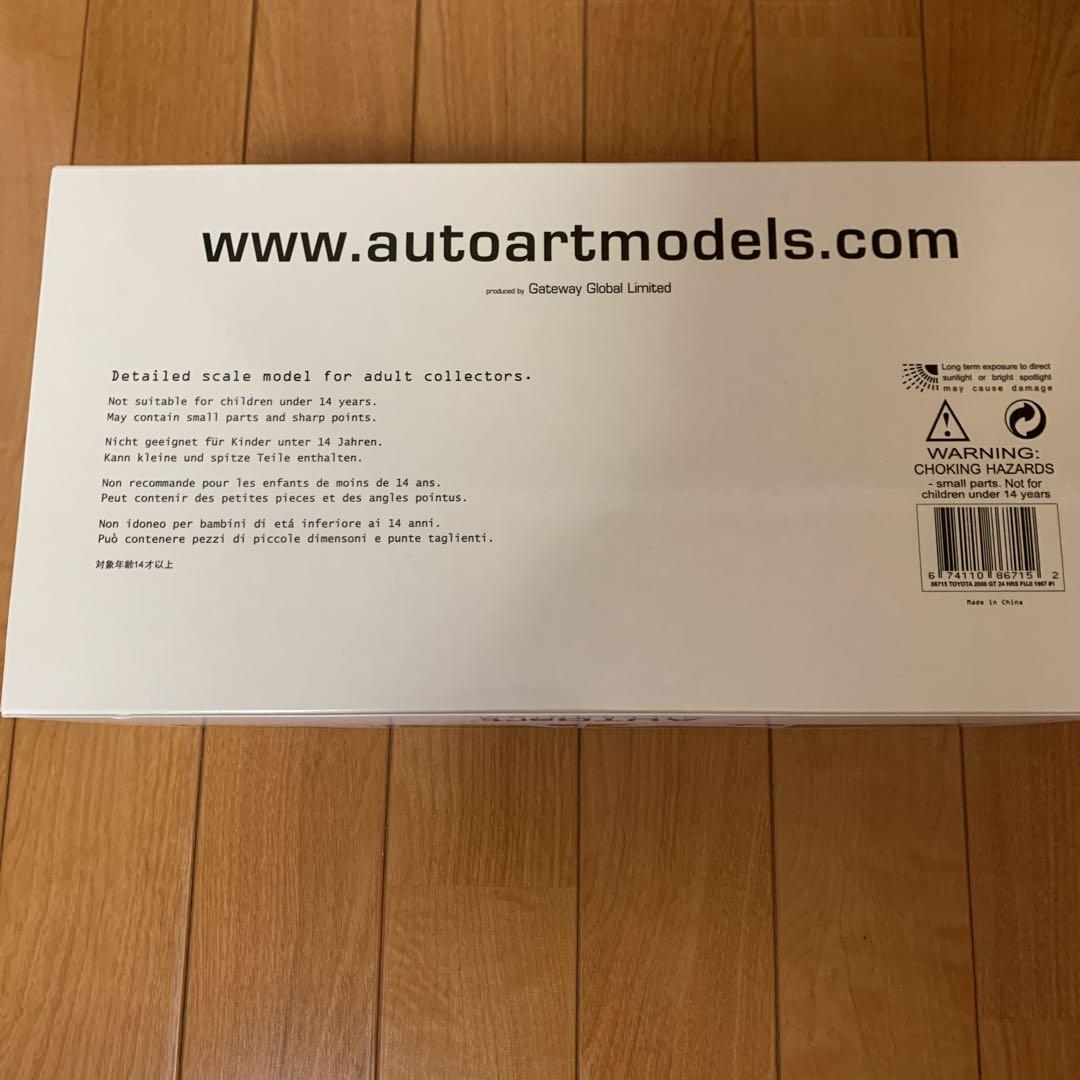 www.autoartmodels.com
produced by Gateway Global Limited
Detailed scale model for adult collectors.
Not suitable for children under 14 years.
May contain small parts and sharp points.
Nicht geeignet für Kinder unter 14 Jahren.
Kann kleine und spitze Teile enthalten.
Non recommande pour les enfants de moins de 14 ans.
Peut contenir des petites pieces et des angles pointus.
Non idoneo per bambini di etá inferiore ai 14 anni.
Può contenere pezzi di piccole dimensoni e punte taglienti.
対象年齢14才以上
Long term exposure to direct
sunlight or bright spotlight
may cause damage
WARNING:
CHOKING HAZARDS
- small parts. Not for
children under 14 years
6 74110 86715 2
86715 TOYOTA 2000 GT 24 HRS FUJI 1967 #1
Made in China